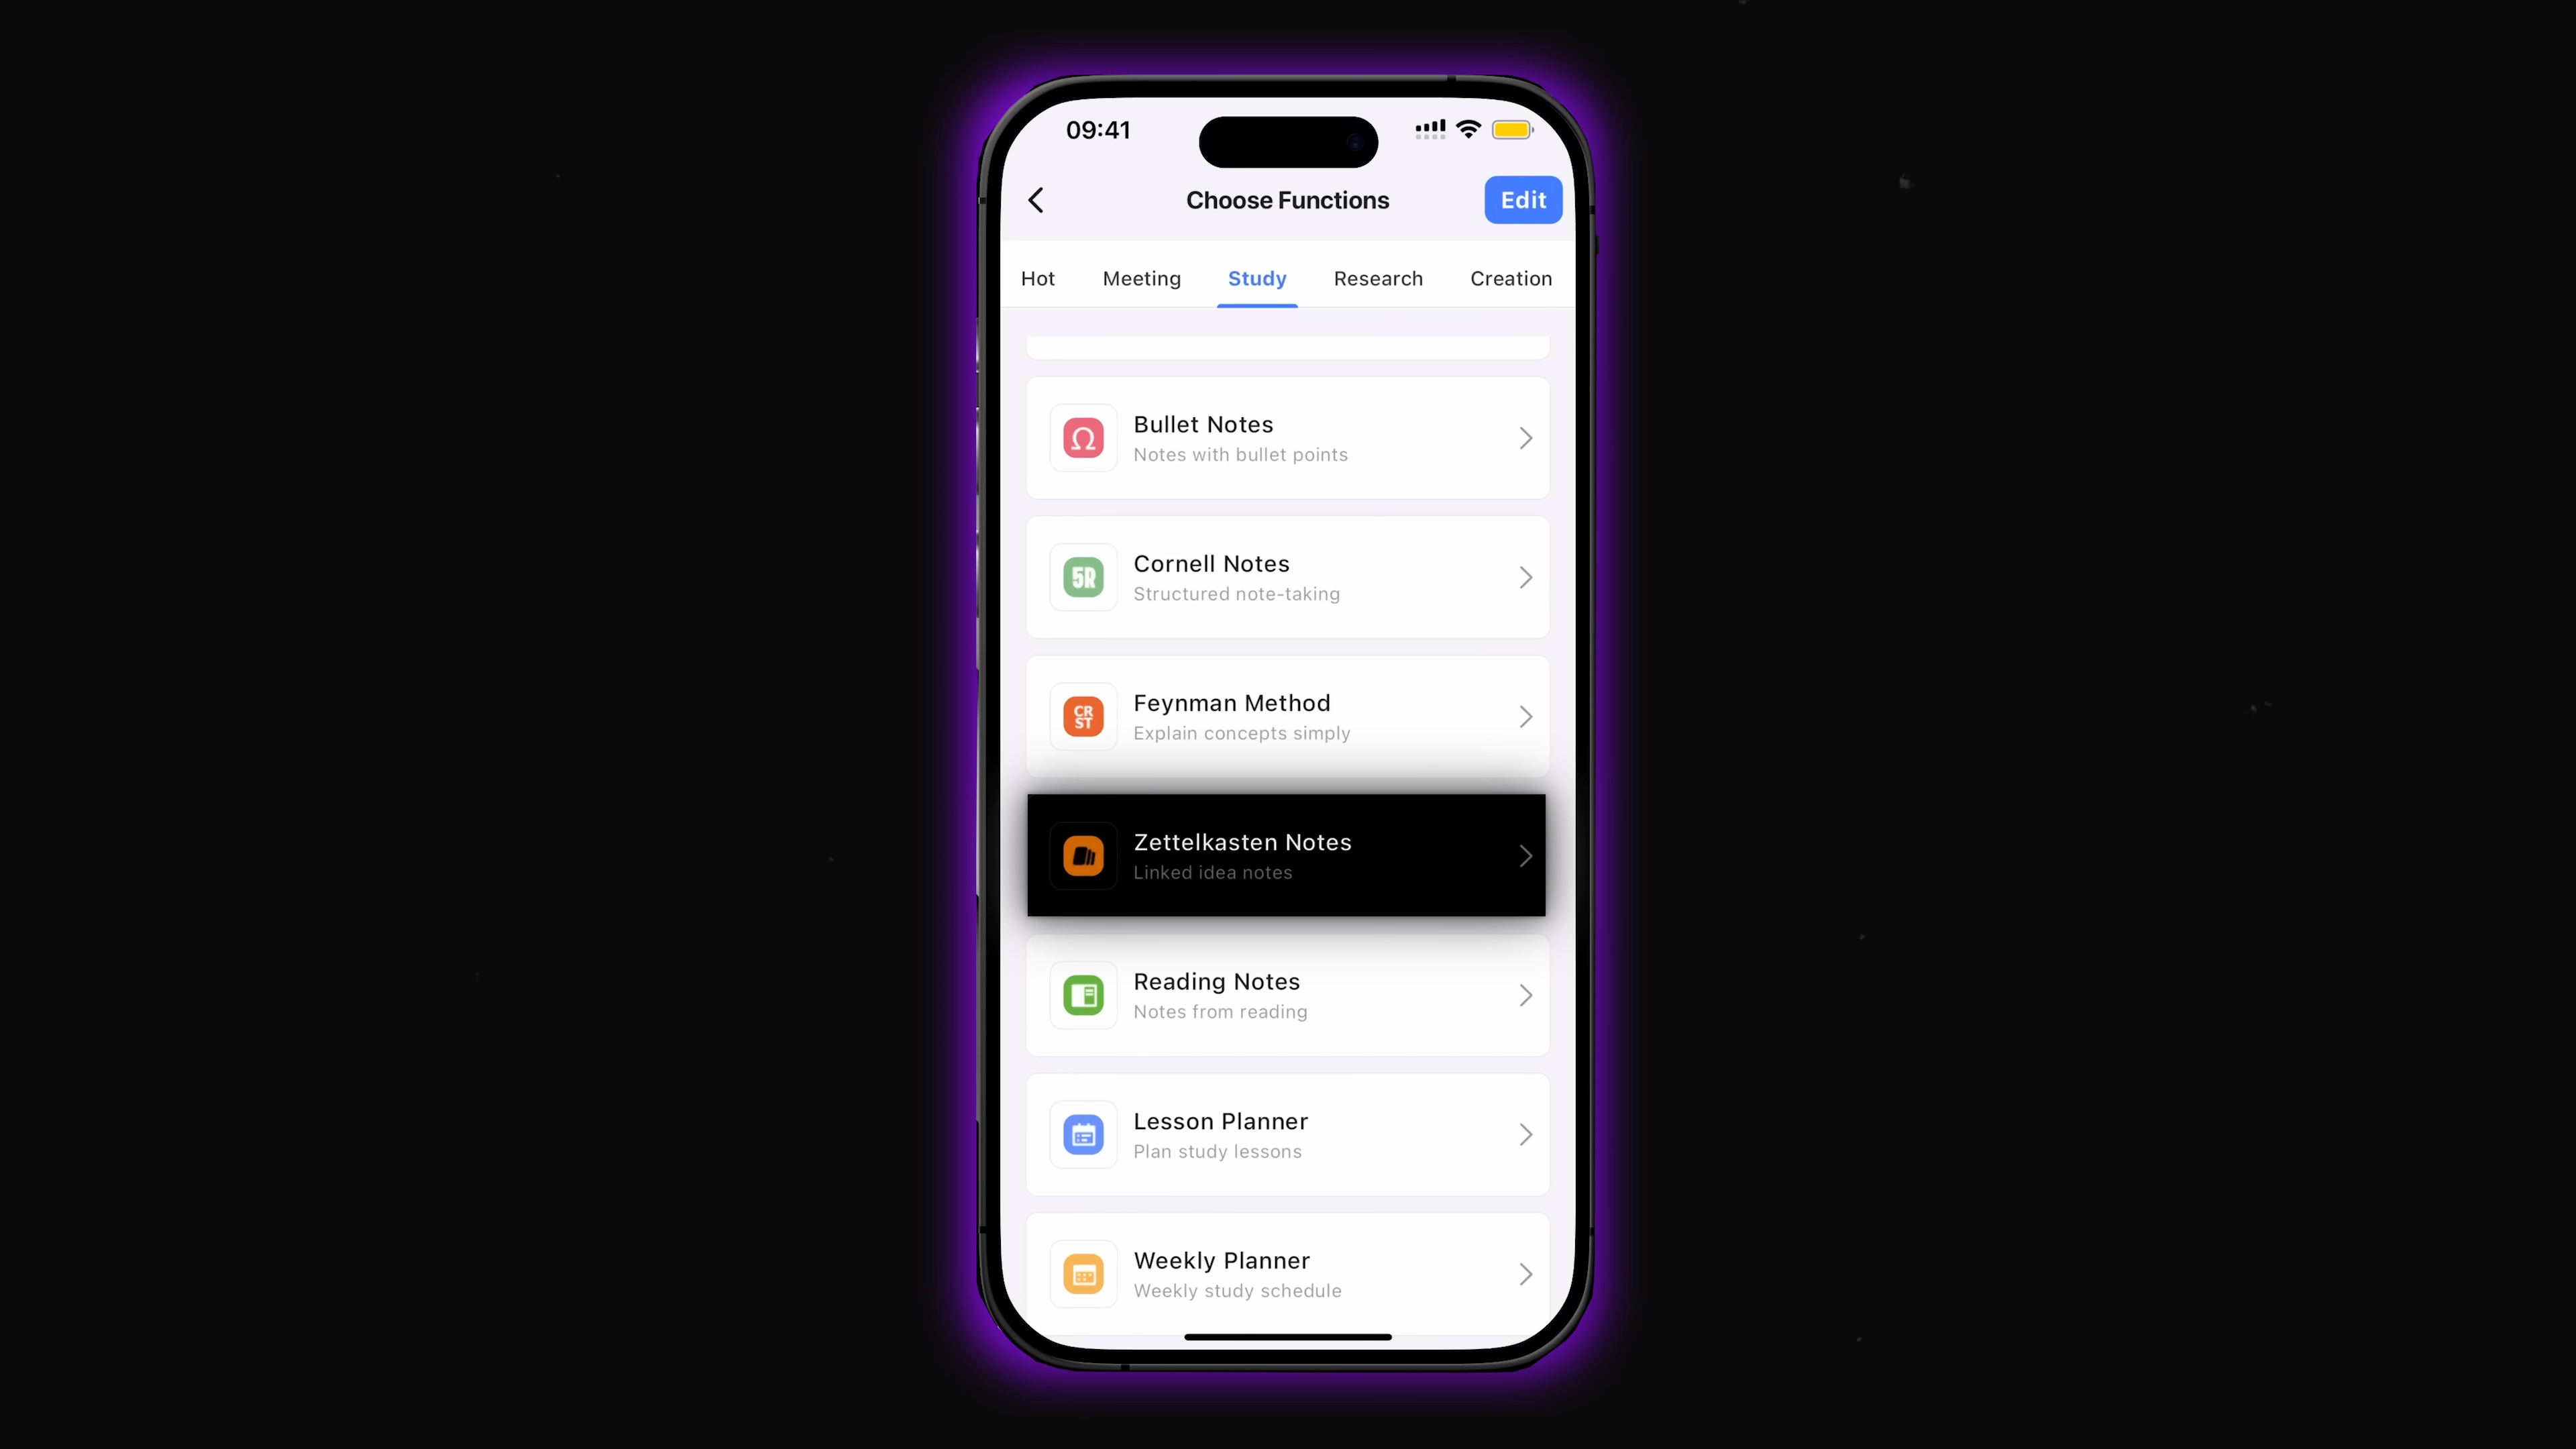 09:41
Choose Functions
Edit
Hot Meeting Study Research Creation
Bullet Notes
Notes with bullet points
5R
Cornell Notes
Structured note-taking
CR
ST
Feynman Method
Explain concepts simply
Zettelkasten Notes
Linked idea notes
Reading Notes
Notes from reading
Lesson Planner
Plan study lessons
Weekly Planner
Weekly study schedule